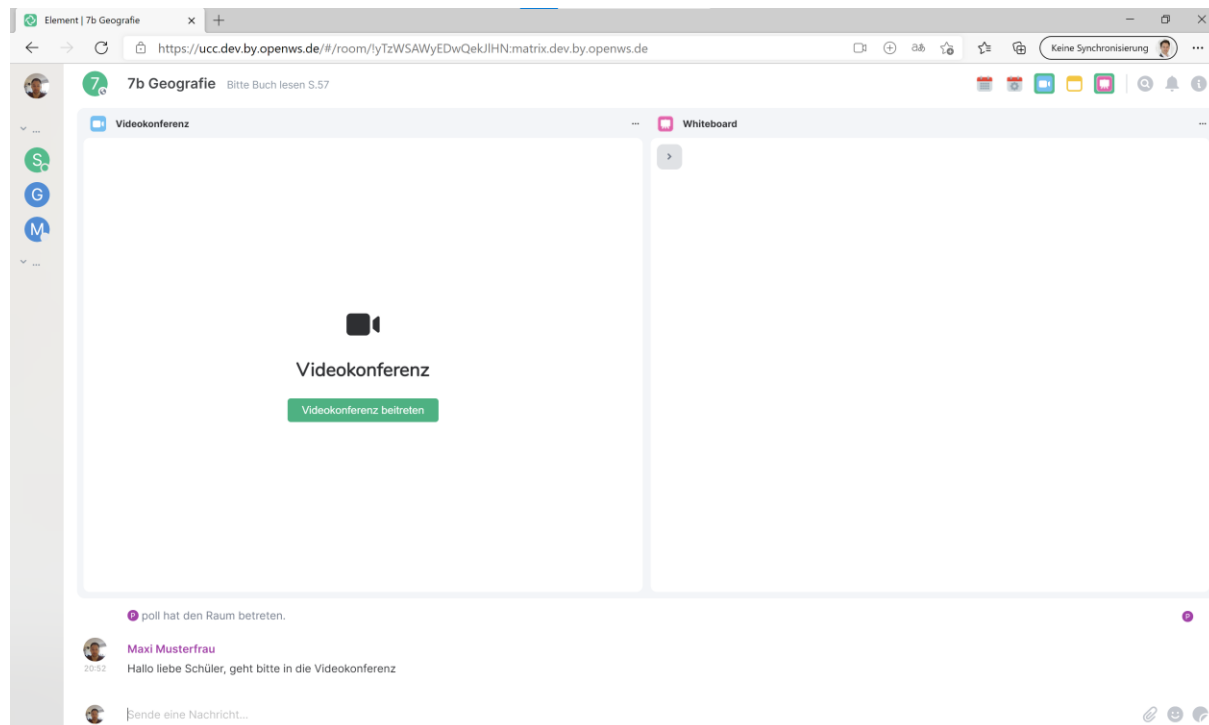 Element | 7b Geografie
https://ucc.dev.by.openws.de/#/room/!yTzWSAWyEDwQekJlHN:matrix.dev.by.openws.de
Keine Synchronisierung
7b Geografie Bitte Buch lesen S.57
Videokonferenz
Whiteboard
S
G
M
Videokonferenz
Videokonferenz beitreten
P poll hat den Raum betreten.
P
Maxi Musterfrau
20:52 Hallo liebe Schüler, geht bitte in die Videokonferenz
Sende eine Nachricht...